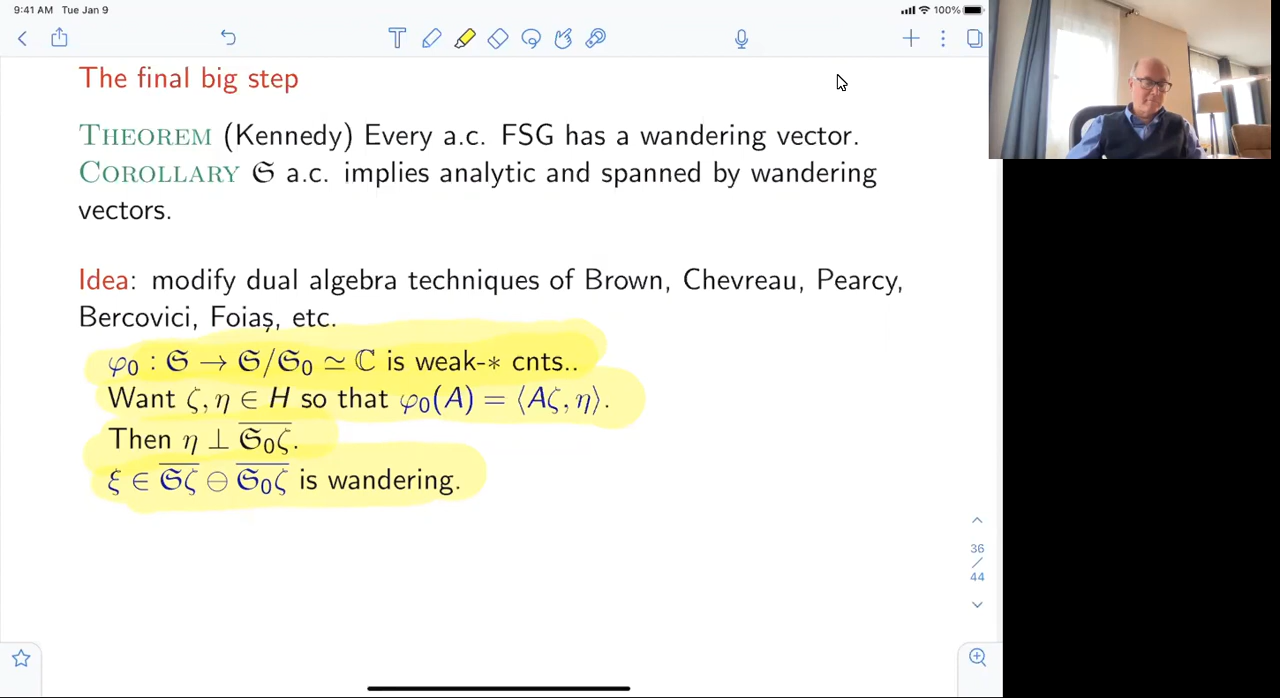 9:41 AM Tue Jan 9
100%
The final big step
THEOREM (Kennedy) Every a.c. FSG has a wandering vector.
COROLLARY 𝔖 a.c. implies analytic and spanned by wandering
vectors.
Idea: modify dual algebra techniques of Brown, Chevreau, Pearcy,
Bercovici, Foiaş, etc.
φ₀ : 𝔖 → 𝔖/𝔖₀ ≃ ℂ is weak-∗ cnts..
Want ζ, η ∈ H so that φ₀(A) = ⟨Aζ, η⟩.
Then η ⊥ \overline{𝔖₀ζ}.
ξ ∈ \overline{𝔖ζ} ⊖ \overline{𝔖₀ζ} is wandering.
36
/
44